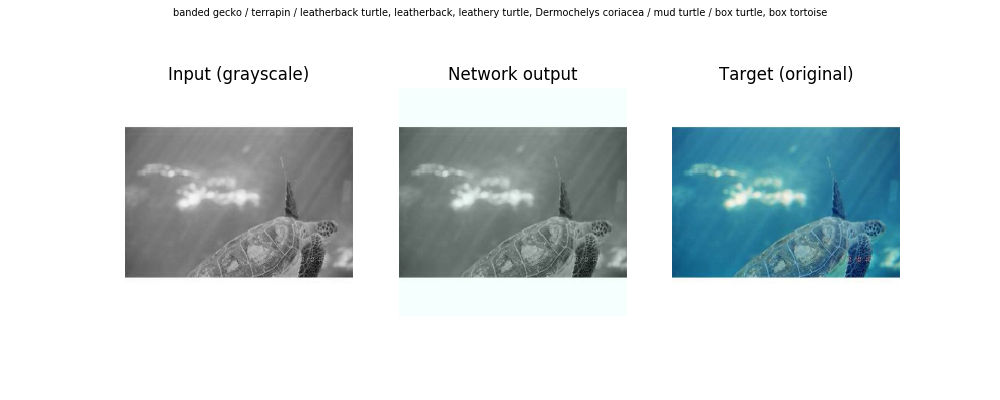 banded gecko / terrapin / leatherback turtle, leatherback, leathery turtle, Dermochelys coriacea / mud turtle / box turtle, box tortoise
Input (grayscale)
Network output
Target (original)